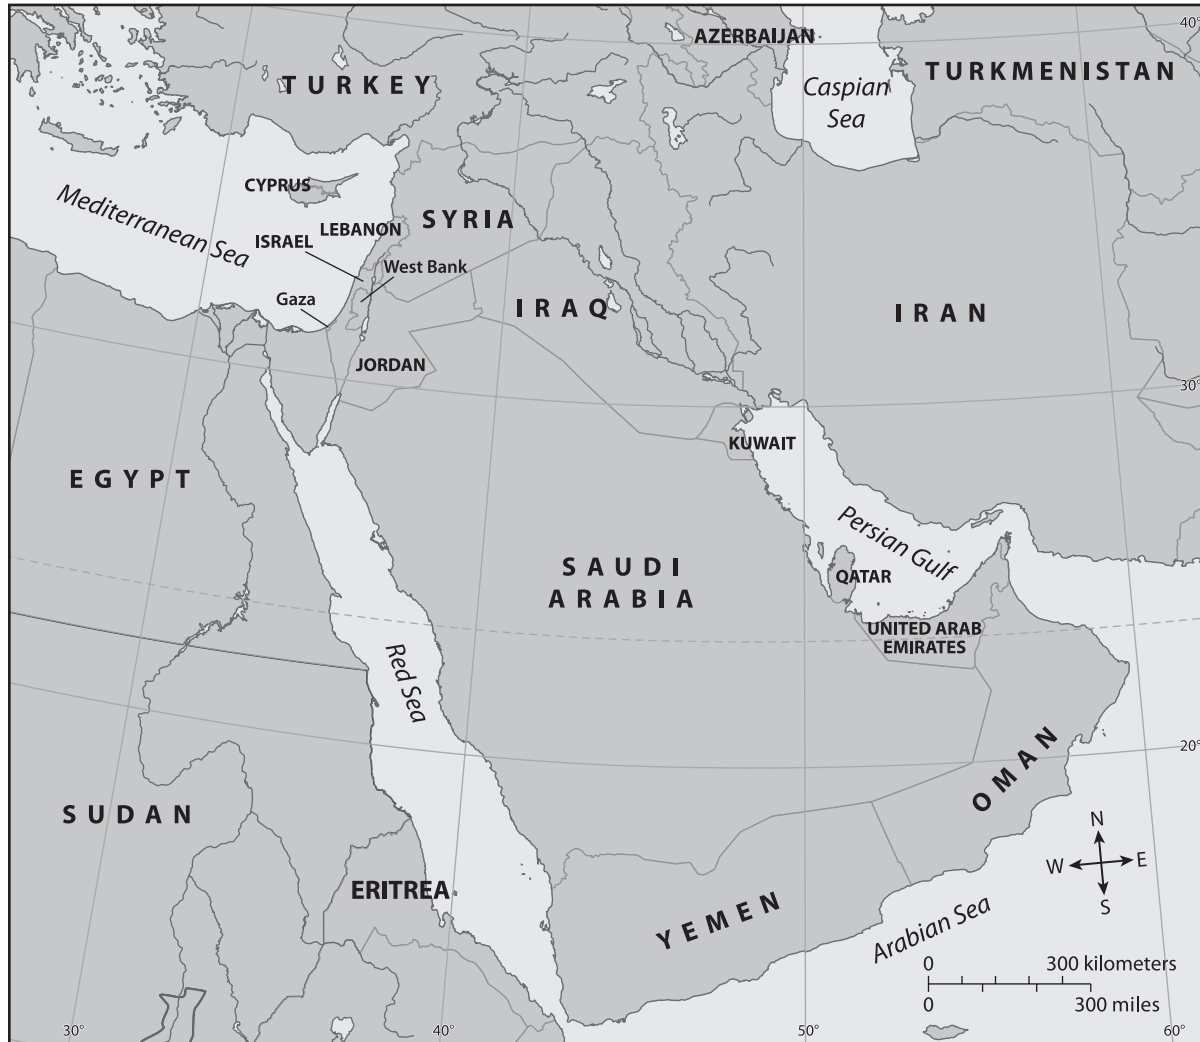 40°
AZERBAIJAN
TURKMENISTAN
TURKEY
Caspian
Sea
CYPRUS
Mediterranean Sea
SYRIA
LEBANON
ISRAEL
West Bank
Gaza
IRAQ
IRAN
JORDAN
30°
KUWAIT
EGYPT
Persian Gulf
SAUDI
ARABIA
QATAR
UNITED ARAB
EMIRATES
Red Sea
20°
OMAN
SUDAN
N
W
E
S
ERITREA
YEMEN
Arabian Sea
0 300 kilometers
0 300 miles
30°
40°
50°
60°